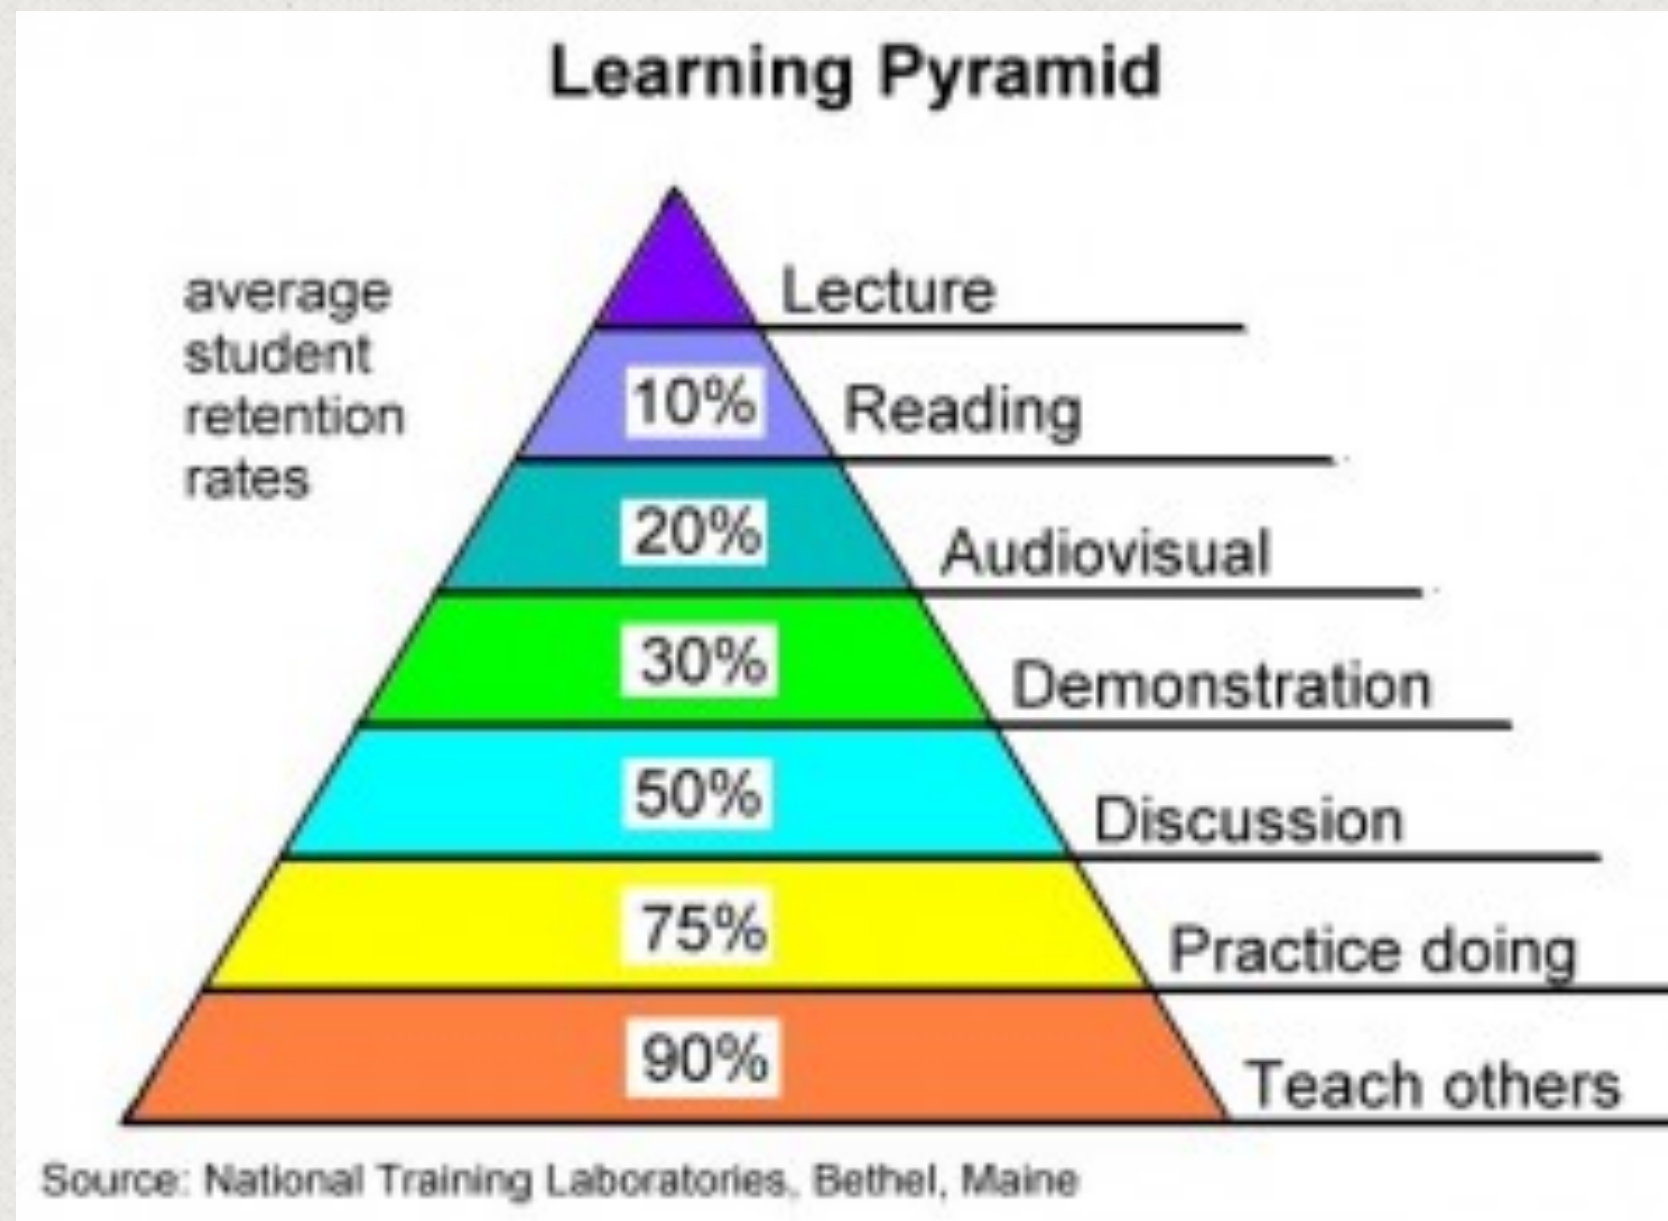 Learning Pyramid
average
student
retention
rates
Lecture
10% Reading
20% Audiovisual
30% Demonstration
50% Discussion
75% Practice doing
90% Teach others
Source: National Training Laboratories, Bethel, Maine